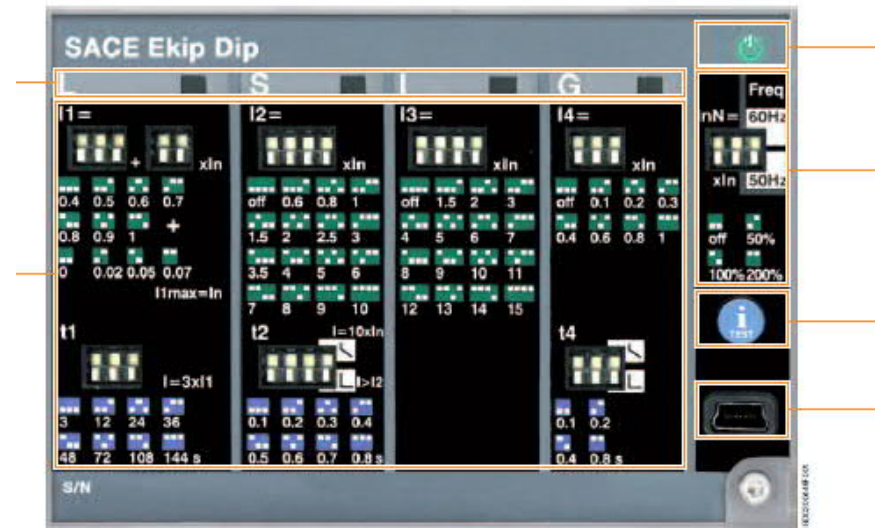 SACE Ekip Dip
L S I G
Freq
I1= I2= I3= I4= InN= 60Hz
+ xIn xIn xIn xIn xIn 50Hz
0.4 0.5 0.6 0.7 off 0.6 0.8 1 off 1.5 2 3 off 0.1 0.2 0.3
0.8 0.9 1 + 1.5 2 2.5 3 4 5 6 7 0.4 0.6 0.8 1 off 50%
0 0.02 0.05 0.07 3.5 4 5 6 8 9 10 11 100% 200%
I1max=In
7 8 9 10 12 13 14 15
t1 t2 I=10xIn t4
i
TEST
I=3xI1 I>I2
3 12 24 36 0.1 0.2 0.3 0.4 0.1 0.2
48 72 108 144 s 0.5 0.6 0.7 0.8 s 0.4 0.8 s
S/N